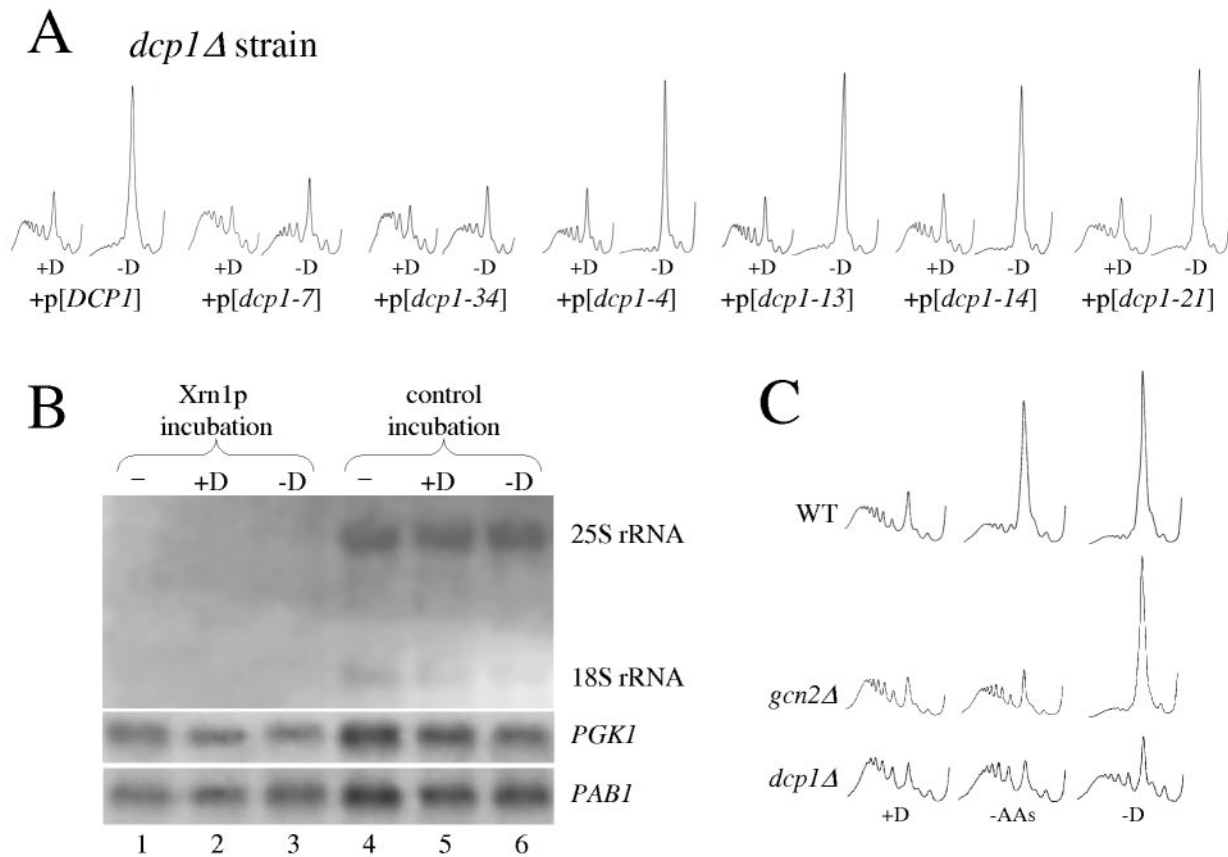 A
dcp1Δ strain
+D -D +D -D +D -D +D -D +D -D +D -D +D -D
+p[DCP1] +p[dcp1-7] +p[dcp1-34] +p[dcp1-4] +p[dcp1-13] +p[dcp1-14] +p[dcp1-21]
B
Xrn1p incubation
control incubation
– +D -D – +D -D
25S rRNA
18S rRNA
PGK1
PAB1
1 2 3 4 5 6
C
WT
gcn2Δ
dcp1Δ
+D -AAs -D